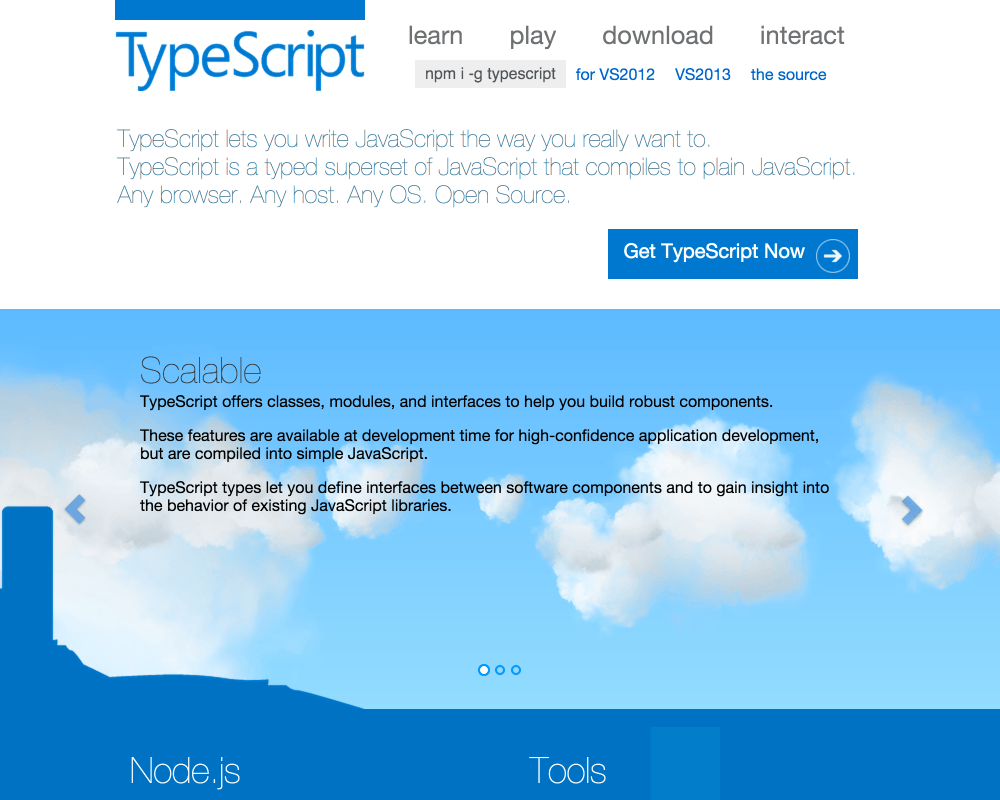 TypeScript
learn play download interact
npm i -g typescript for VS2012 VS2013 the source
TypeScript lets you write JavaScript the way you really want to.
TypeScript is a typed superset of JavaScript that compiles to plain JavaScript.
Any browser. Any host. Any OS. Open Source.
Get TypeScript Now
Scalable
TypeScript offers classes, modules, and interfaces to help you build robust components.
These features are available at development time for high-confidence application development,
but are compiled into simple JavaScript.
TypeScript types let you define interfaces between software components and to gain insight into
the behavior of existing JavaScript libraries.
Node.js Tools